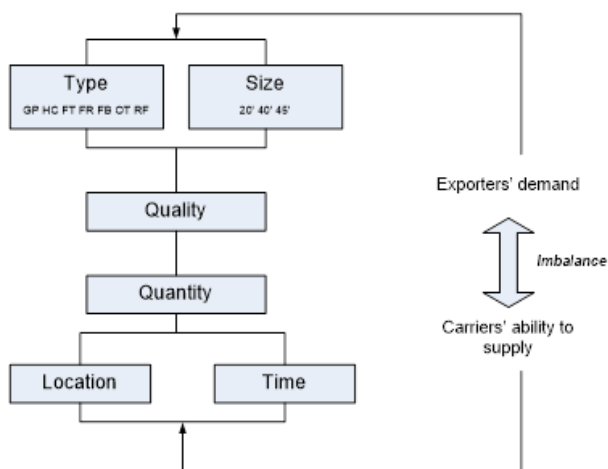 Type
GP HC FT FR FB OT RF
Size
20' 40' 45'
Quality
Quantity
Location
Time
Exporters' demand
Imbalance
Carriers' ability to
supply